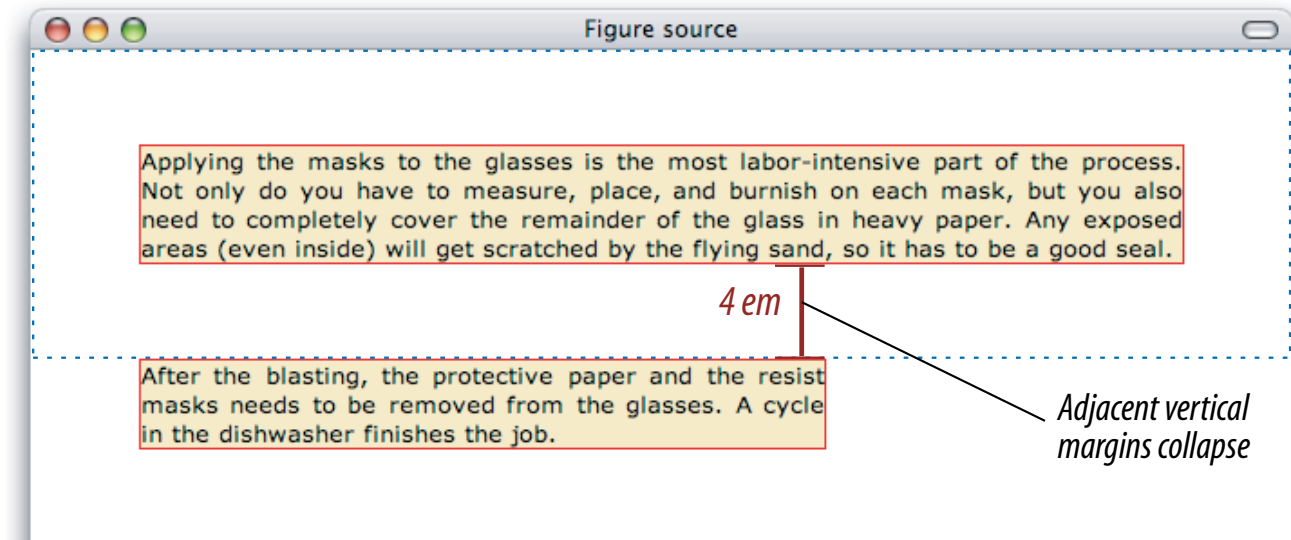 Figure source
Applying the masks to the glasses is the most labor-intensive part of the process.
Not only do you have to measure, place, and burnish on each mask, but you also
need to completely cover the remainder of the glass in heavy paper. Any exposed
areas (even inside) will get scratched by the flying sand, so it has to be a good seal.
4 em
After the blasting, the protective paper and the resist
masks needs to be removed from the glasses. A cycle
in the dishwasher finishes the job.
Adjacent vertical
margins collapse